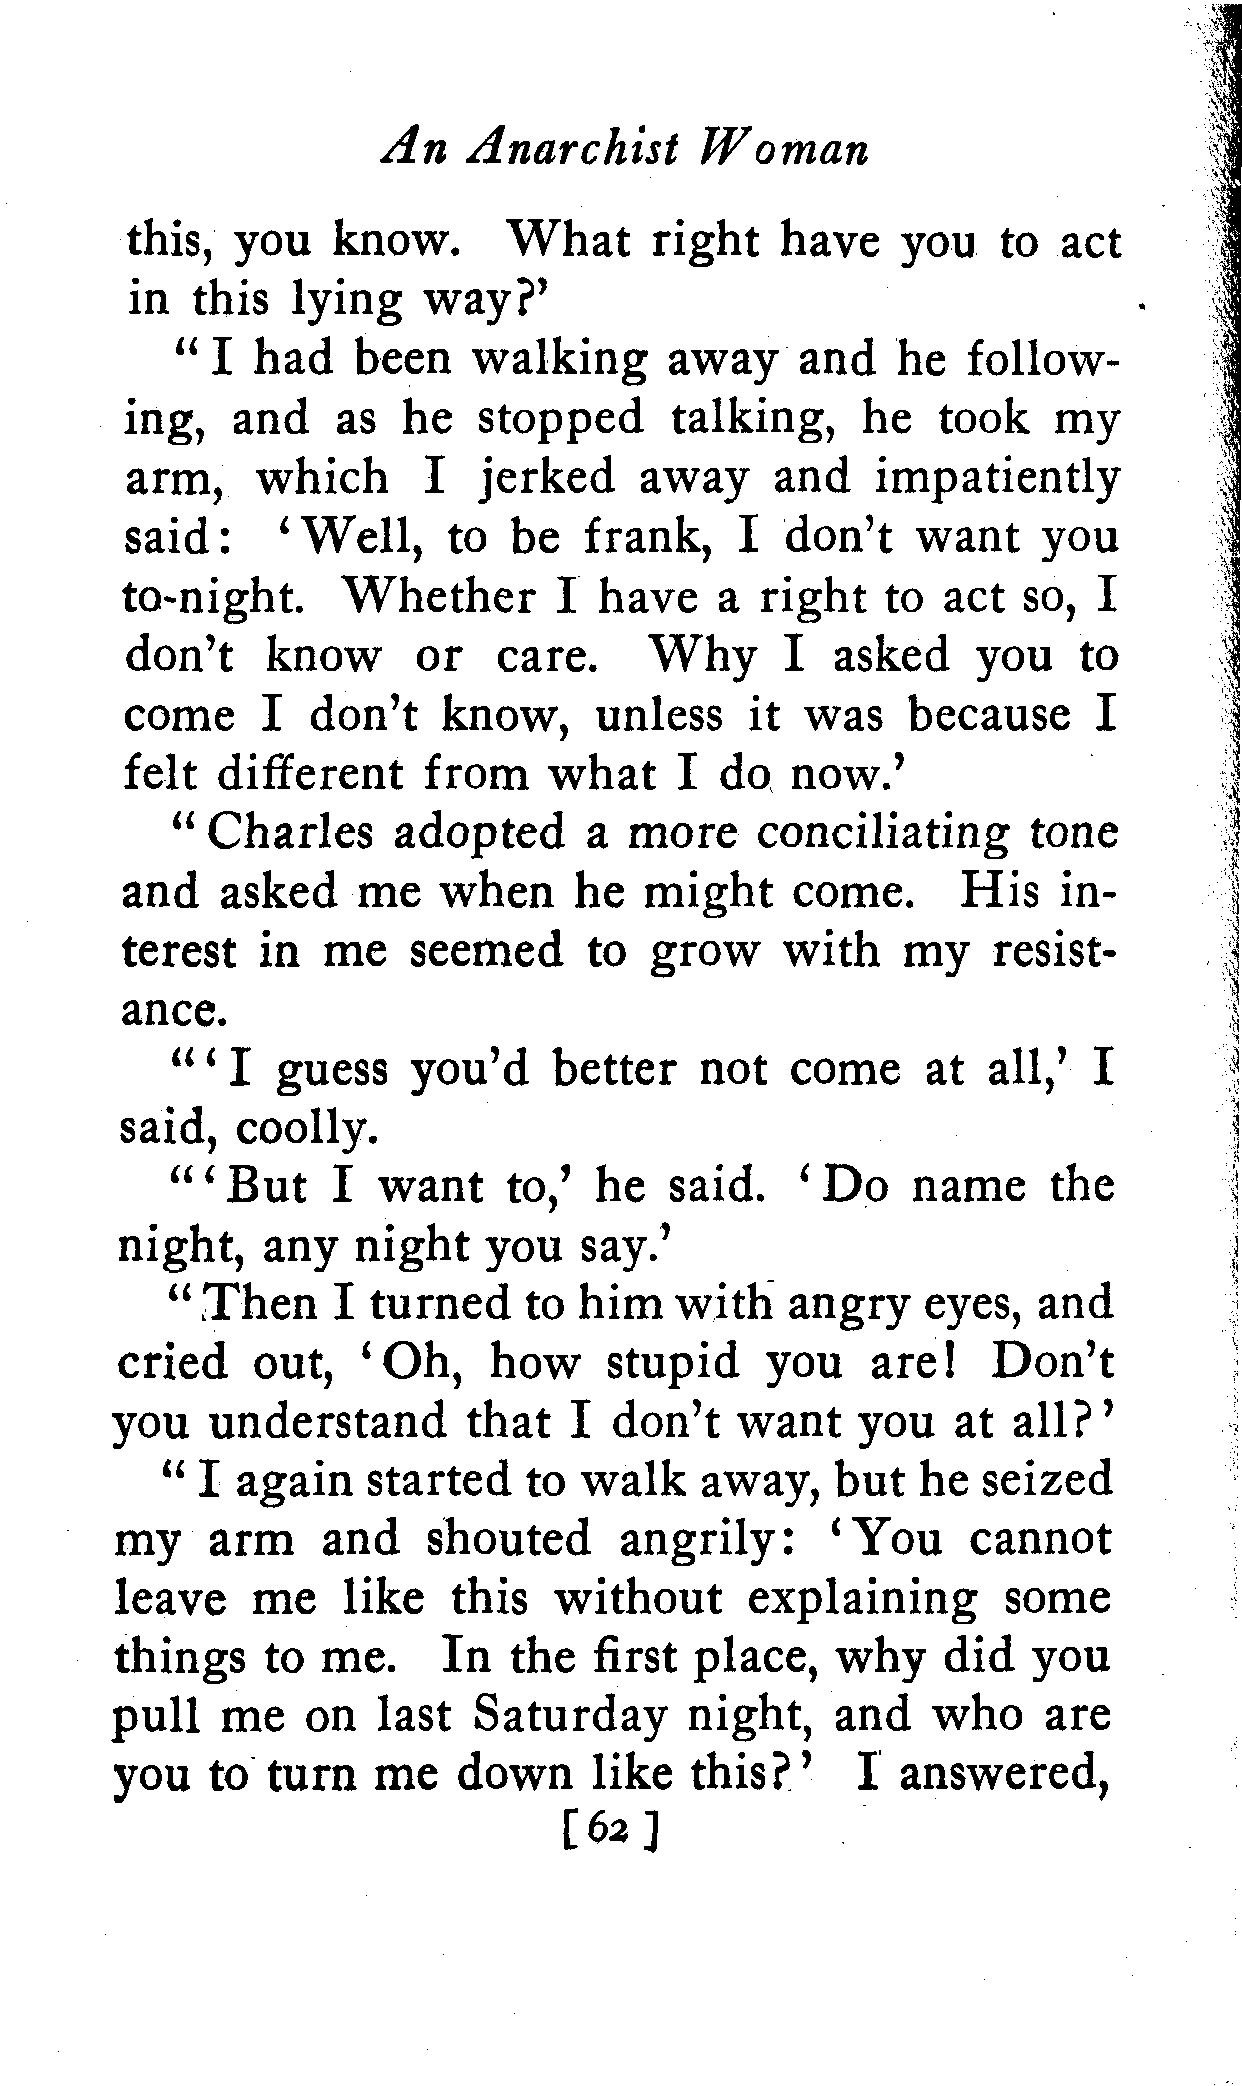 An Anarchist Woman
this, you know. What right have you to act
in this lying way?'
" I had been walking away and he follow-
ing, and as he stopped talking, he took my
arm, which I jerked away and impatiently
said: 'Well, to be frank, I don't want you
to-night. Whether I have a right to act so, I
don't know or care. Why I asked you to
come I don't know, unless it was because I
felt different from what I do now.'
" Charles adopted a more conciliating tone
and asked me when he might come. His in-
terest in me seemed to grow with my resist-
ance.
" ' I guess you'd better not come at all,' I
said, coolly.
" ' But I want to,' he said. ' Do name the
night, any night you say.'
" Then I turned to him with angry eyes, and
cried out, ' Oh, how stupid you are! Don't
you understand that I don't want you at all? '
" I again started to walk away, but he seized
my arm and shouted angrily: ' You cannot
leave me like this without explaining some
things to me. In the first place, why did you
pull me on last Saturday night, and who are
you to turn me down like this? ' I answered,
[ 62 ]